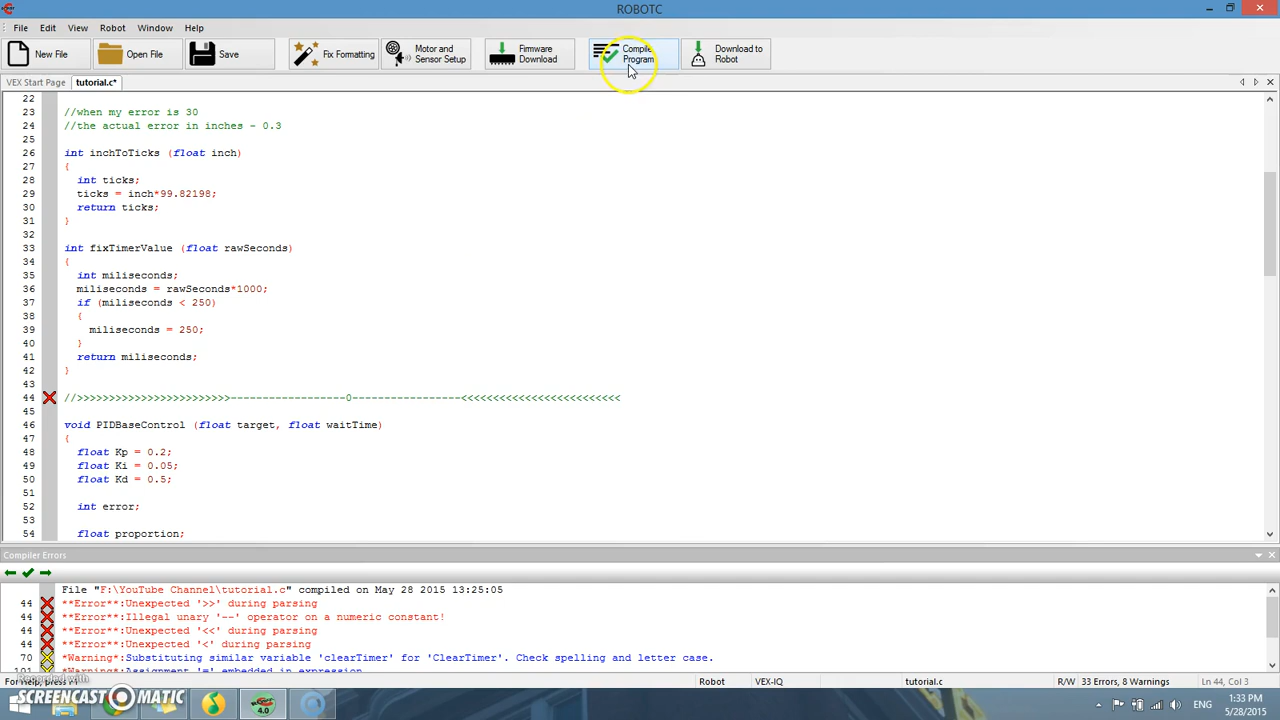 ROBOTC
File Edit View Robot Window Help
New File Open File Save Fix Formatting Motor and Sensor Setup Firmware Download Compile Program Download to Robot
VEX Start Page tutorial.c*
22
23 //when my error is 30
24 //the actual error in inches - 0.3
25
26 int inchToTicks (float inch)
27 {
28 int ticks;
29 ticks = inch*99.82198;
30 return ticks;
31 }
32
33 int fixTimerValue (float rawSeconds)
34 {
35 int miliseconds;
36 miliseconds = rawSeconds*1000;
37 if (miliseconds < 250)
38 {
39 miliseconds = 250;
40 }
41 return miliseconds;
42 }
43
44 //>>>>>>>>>>>>>>>>>>>>>>>>------------------0-----------------<<<<<<<<<<<<<<<<<<<<<<<<<
45
46 void PIDBaseControl (float target, float waitTime)
47 {
48 float Kp = 0.2;
49 float Ki = 0.05;
50 float Kd = 0.5;
51
52 int error;
53
54 float proportion;
Compiler Errors
File "F:\YouTube Channel\tutorial.c" compiled on May 28 2015 13:25:05
44 **Error**:Unexpected '>>' during parsing
44 **Error**:Illegal unary '--' operator on a numeric constant!
44 **Error**:Unexpected '<<' during parsing
44 **Error**:Unexpected '<' during parsing
70 *Warning*:Substituting similar variable 'clearTimer' for 'ClearTimer'. Check spelling and letter case.
101 *Warning*:Assignment '=' embedded in expression
For Help, press Robot VEX-IQ tutorial.c R/W 33 Errors, 8 Warnings Ln 44, Col 3
Recorded with
SCREENCAST MATIC
4.0
ENG
1:33 PM
5/28/2015